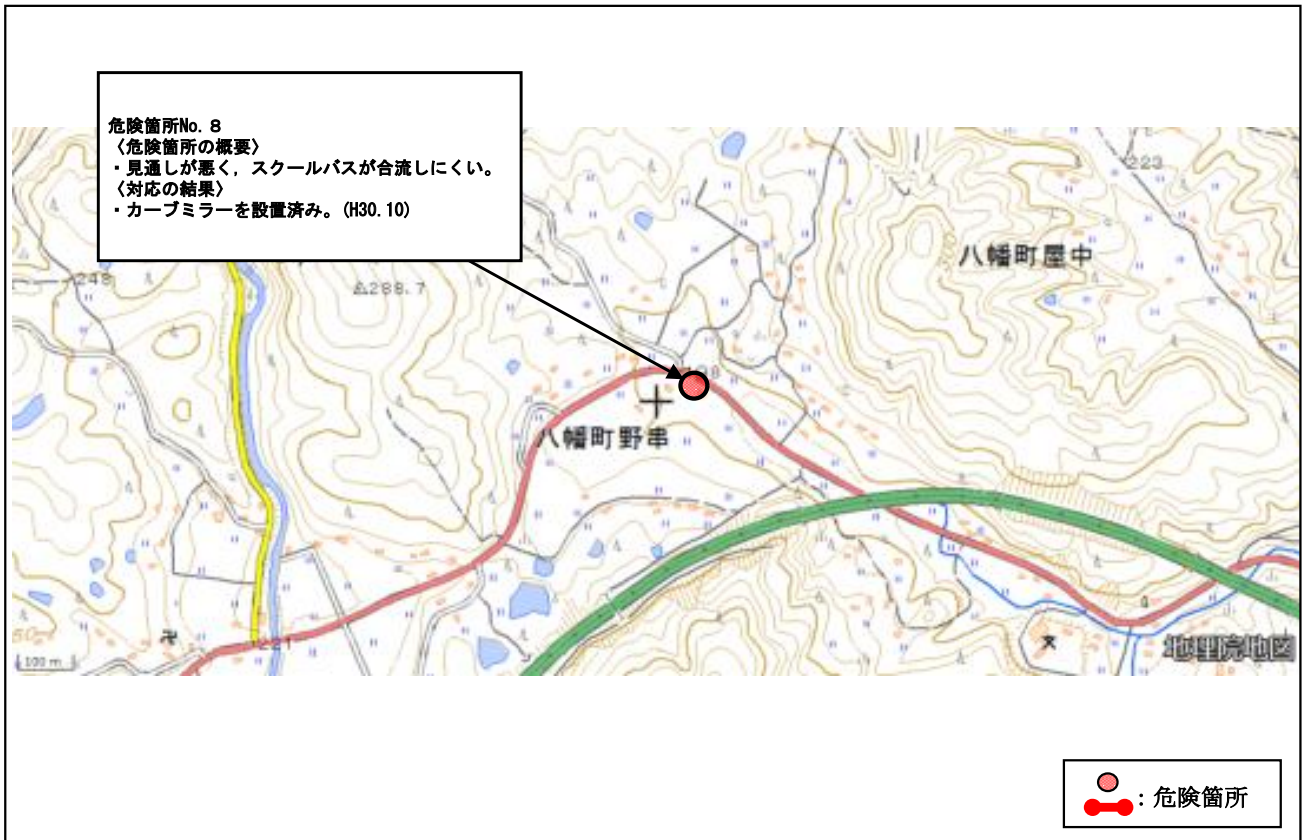 危険箇所No. 8
〈危険箇所の概要〉
・見通しが悪く，スクールバスが合流しにくい。
〈対応の結果〉
・カーブミラーを設置済み。(H30.10)
223
八幡町屋中
248
288.7
八幡町野串
221
100 m
地理院地図
：危険箇所